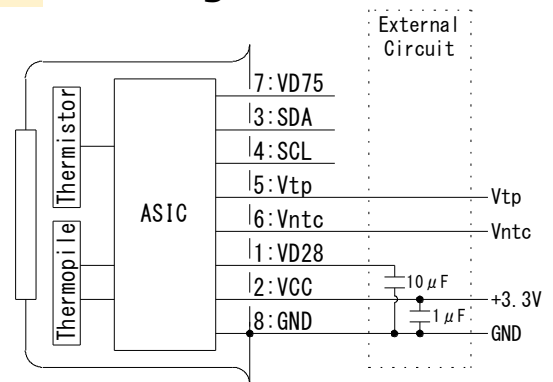 External
Circuit
7:VD75
3:SDA
4:SCL
5:Vtp
6:Vntc
1:VD28
2:VCC
8:GND
Thermistor
Thermopile
ASIC
Vtp
Vntc
10μF
+3.3V
1μF
GND